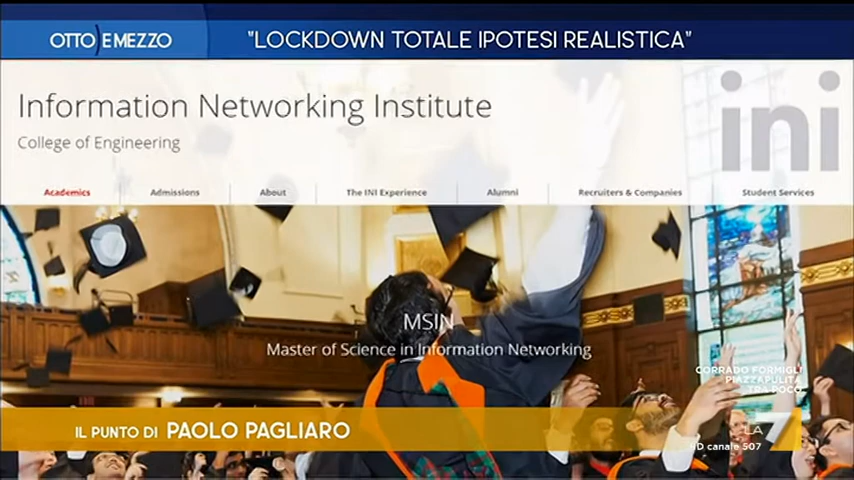 OTTO E MEZZO
"LOCKDOWN TOTALE IPOTESI REALISTICA"
Information Networking Institute
College of Engineering
ini
Academics
Admissions
About
The INI Experience
Alumni
Recruiters & Companies
Student Services
MSIN
Master of Science in Information Networking
CORRADO FORMIGLI
PIAZZAPULITA
TRA POCO
IL PUNTO DI PAOLO PAGLIARO
LA 7
HD canale 507